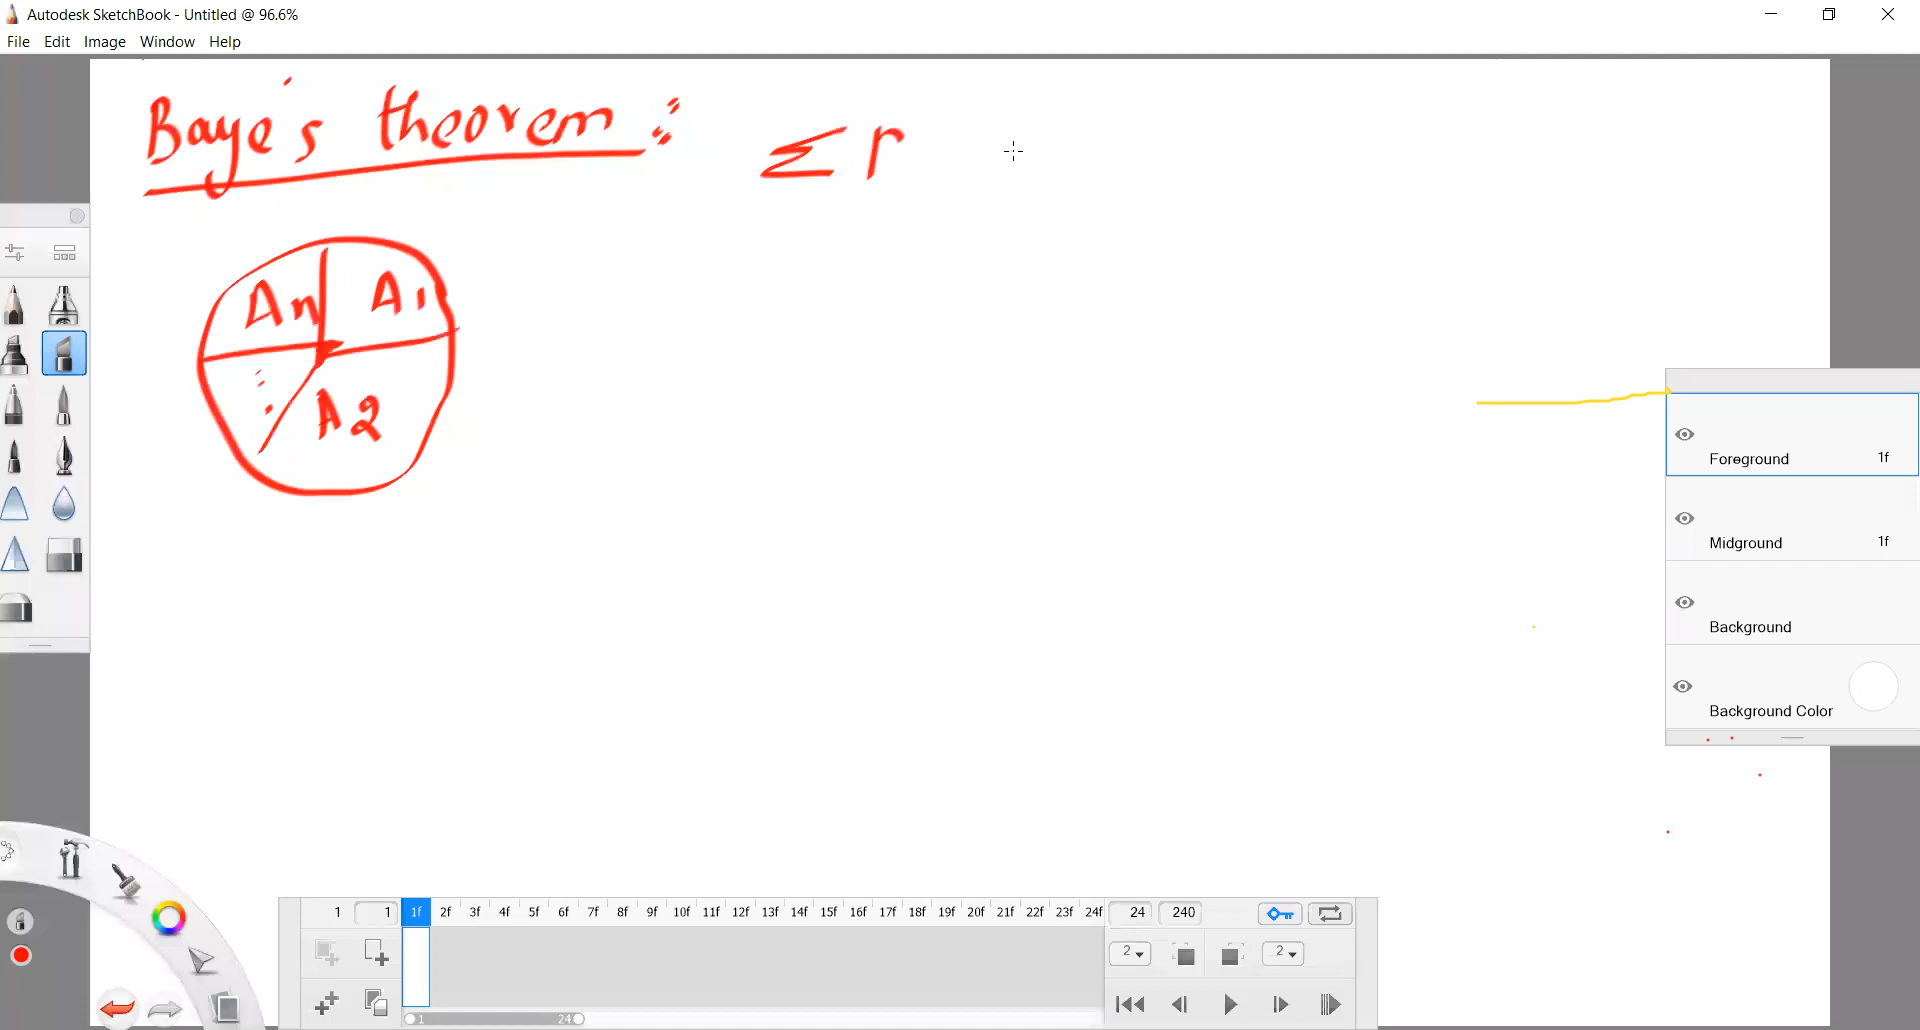 Autodesk SketchBook - Untitled @ 96.6%
File Edit Image Window Help
Baye's theorem : Σ P
An A1
A2
Foreground 1f
Midground 1f
Background
Background Color
1 1 1f 2f 3f 4f 5f 6f 7f 8f 9f 10f 11f 12f 13f 14f 15f 16f 17f 18f 19f 20f 21f 22f 23f 24f 24 240
2 2
1 24